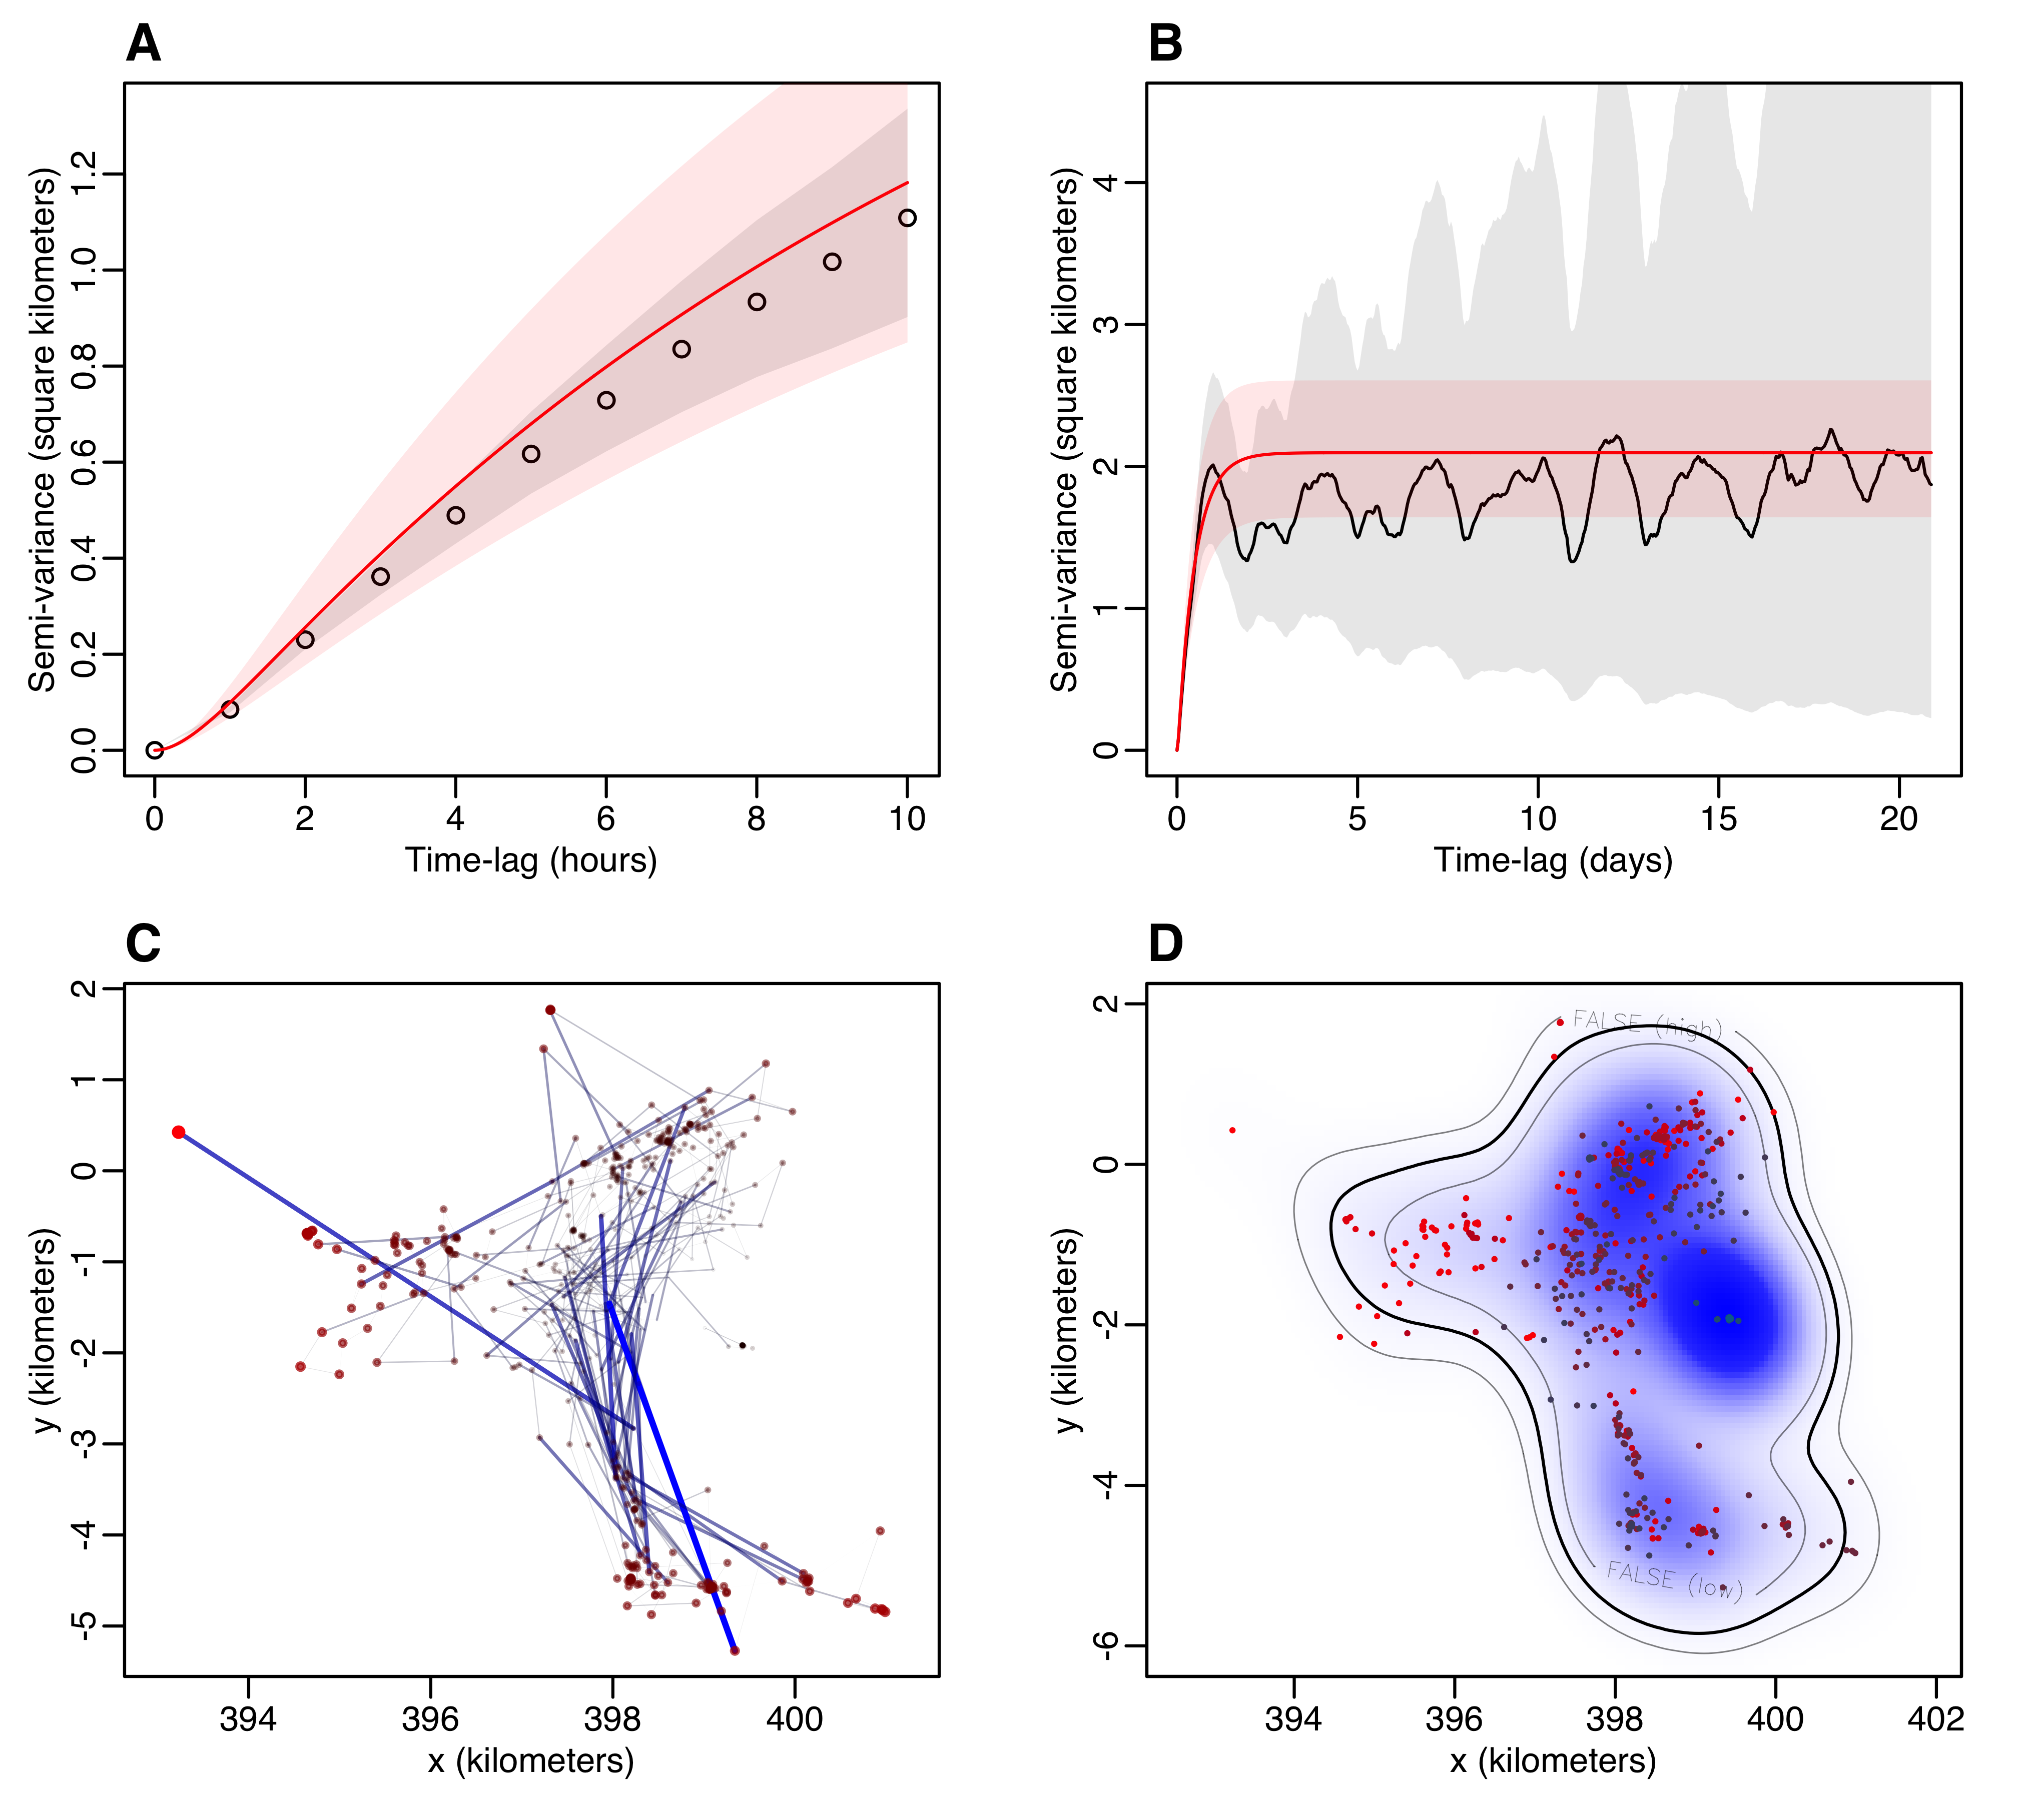 A
Semi-variance (square kilometers)
0.0 0.2 0.4 0.6 0.8 1.0 1.2
0 2 4 6 8 10
Time-lag (hours)
B
Semi-variance (square kilometers)
0 1 2 3 4
0 5 10 15 20
Time-lag (days)
C
y (kilometers)
-5 -4 -3 -2 -1 0 1 2
394 396 398 400
x (kilometers)
D
y (kilometers)
-6 -4 -2 0 2
FALSE (high)
FALSE (low)
394 396 398 400 402
x (kilometers)